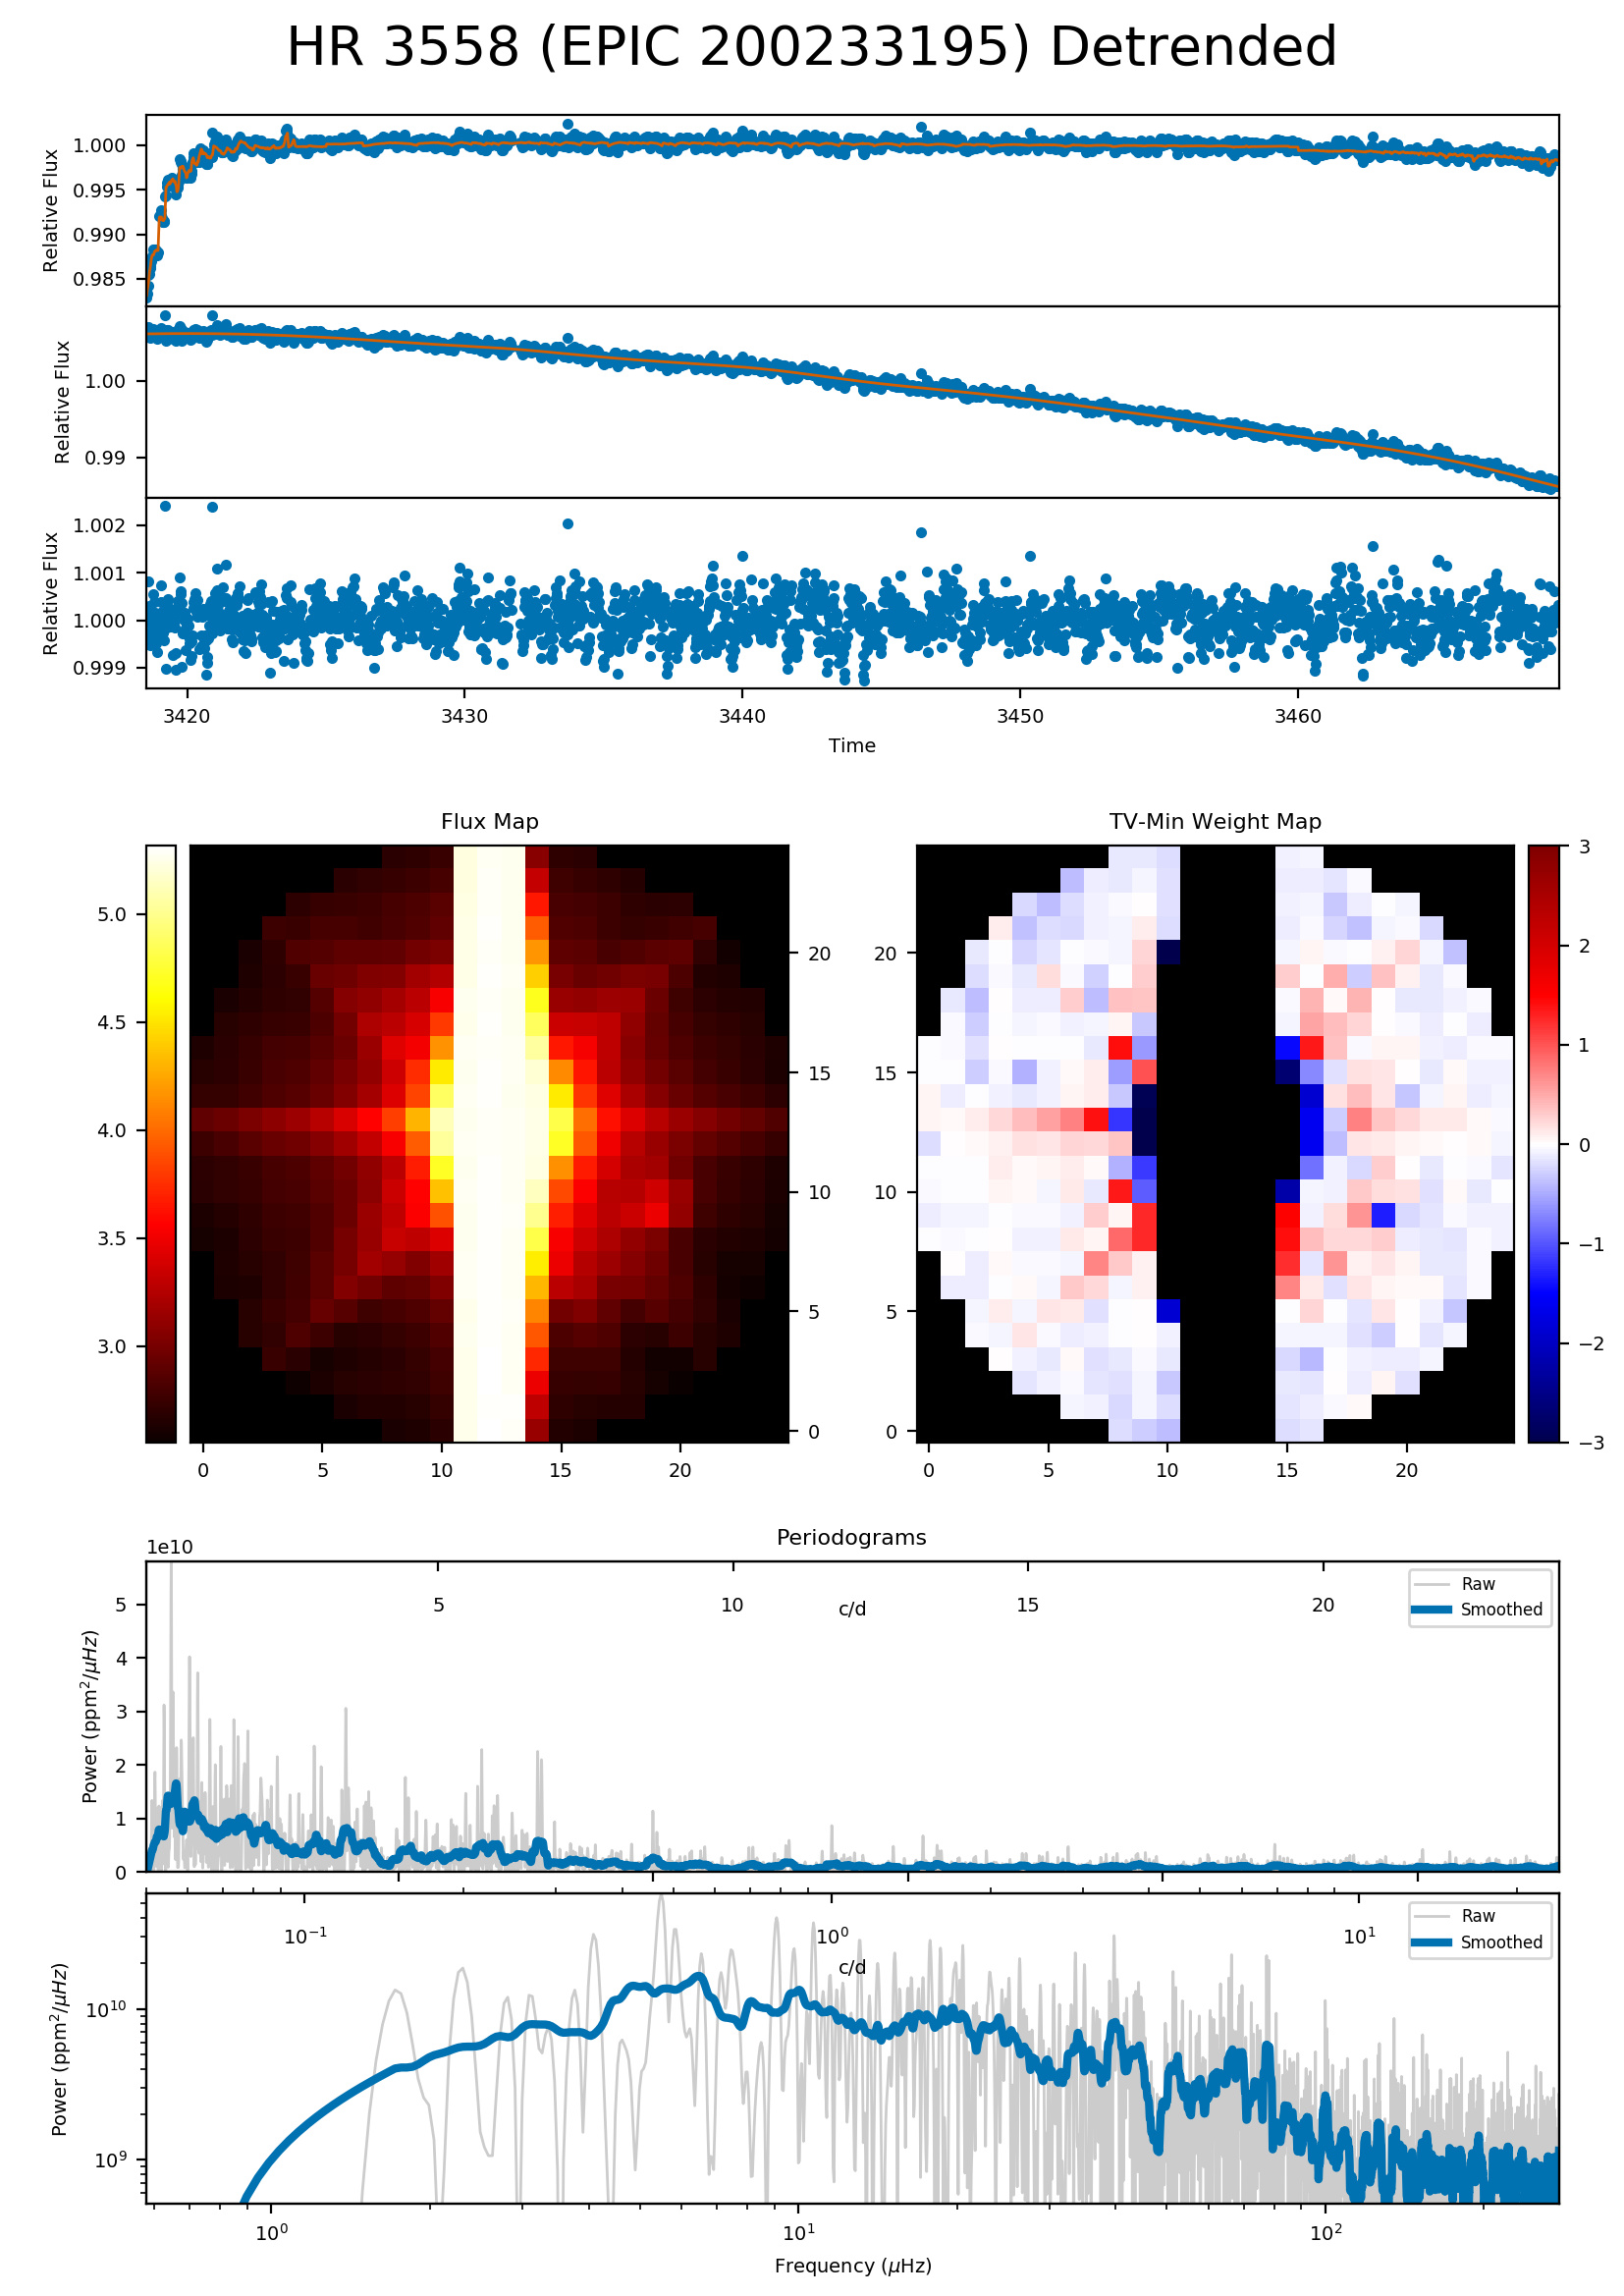 HR 3558 (EPIC 200233195) Detrended
Relative Flux
1.000
0.995
0.990
0.985
Relative Flux
1.00
0.99
Relative Flux
1.002
1.001
1.000
0.999
3420 3430 3440 3450 3460
Time
Flux Map
5.0
4.5
4.0
3.5
3.0
20
15
10
5
0
0 5 10 15 20
TV-Min Weight Map
20
15
10
5
0
0 5 10 15 20
3
2
1
0
−1
−2
−3
Periodograms
1e10
Power (ppm²/μHz)
5
4
3
2
1
0
5 10 15 20
c/d
Raw
Smoothed
Power (ppm²/μHz)
10¹⁰
10⁹
10⁻¹ 10⁰ 10¹
c/d
Raw
Smoothed
10⁰ 10¹ 10²
Frequency (μHz)